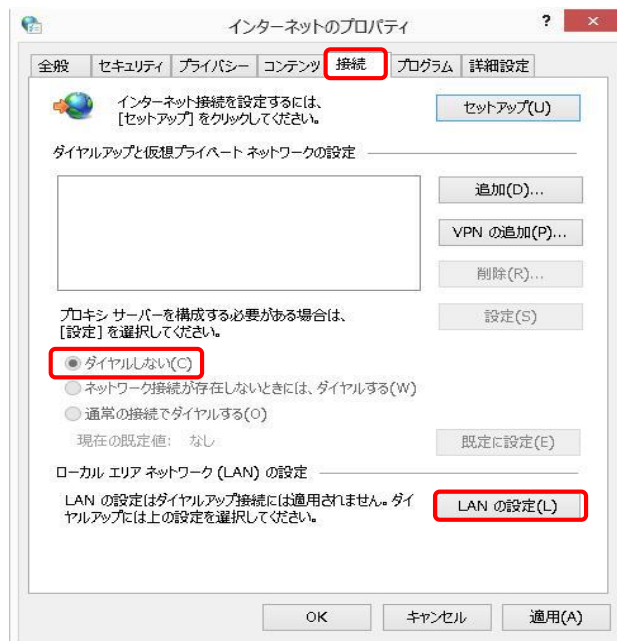 インターネットのプロパティ
? ×
全般 セキュリティ プライバシー コンテンツ 接続 プログラム 詳細設定
インターネット接続を設定するには、
[セットアップ] をクリックしてください。
セットアップ(U)
ダイヤルアップと仮想プライベート ネットワークの設定
追加(D)...
VPN の追加(P)...
削除(R)...
プロキシ サーバーを構成する必要がある場合は、
[設定] を選択してください。
設定(S)
ダイヤルしない(C)
ネットワーク接続が存在しないときには、ダイヤルする(W)
通常の接続でダイヤルする(O)
現在の既定値: なし
既定に設定(E)
ローカル エリア ネットワーク (LAN) の設定
LAN の設定はダイヤルアップ接続には適用されません。ダイ
ヤルアップには上の設定を選択してください。
LAN の設定(L)
OK キャンセル 適用(A)